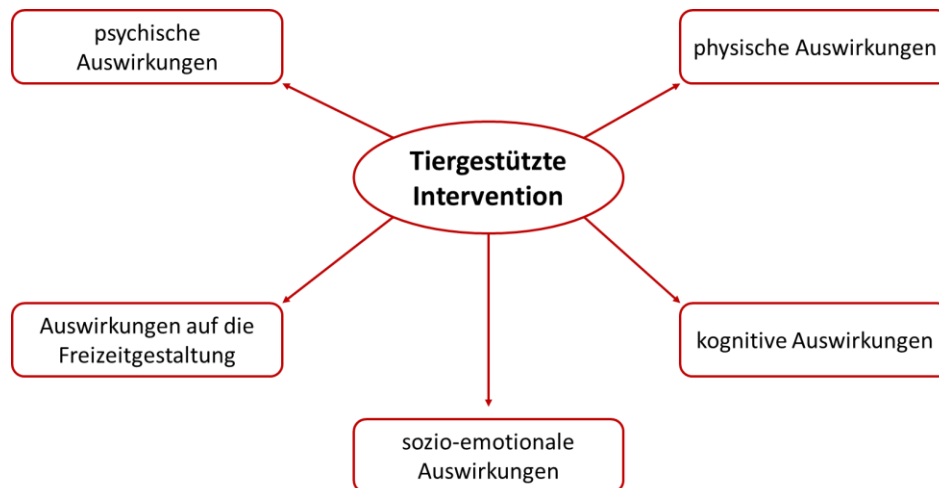 psychische
Auswirkungen
physische Auswirkungen
Tiergestützte
Intervention
Auswirkungen auf die
Freizeitgestaltung
kognitive Auswirkungen
sozio-emotionale
Auswirkungen